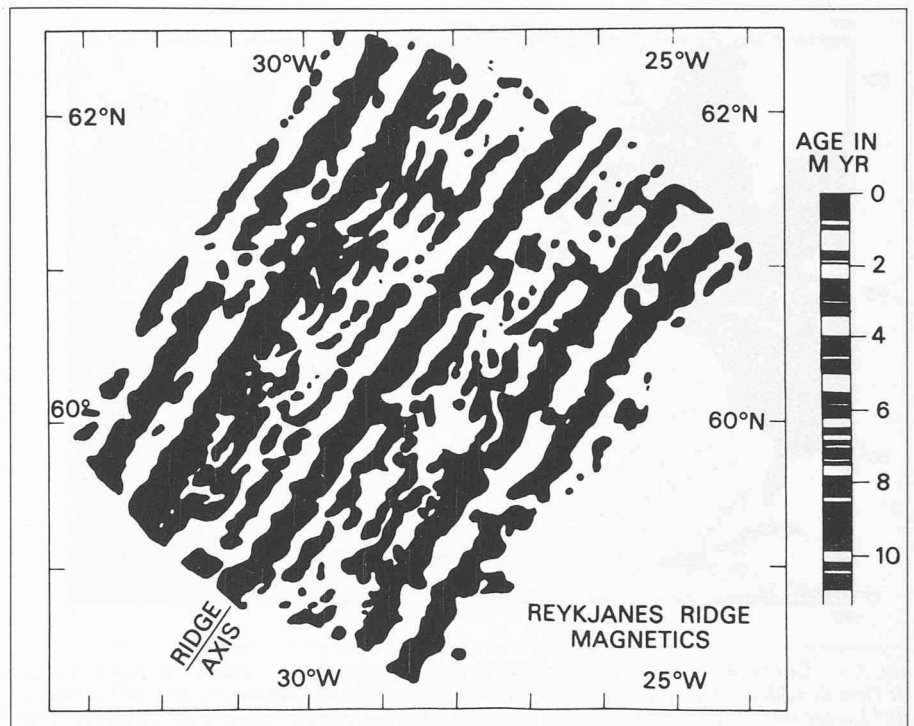 30°W 25°W
62°N 62°N
AGE IN
M YR
0
2
4
60° 60°N
6
8
10
RIDGE
AXIS
REYKJANES RIDGE
MAGNETICS
30°W 25°W